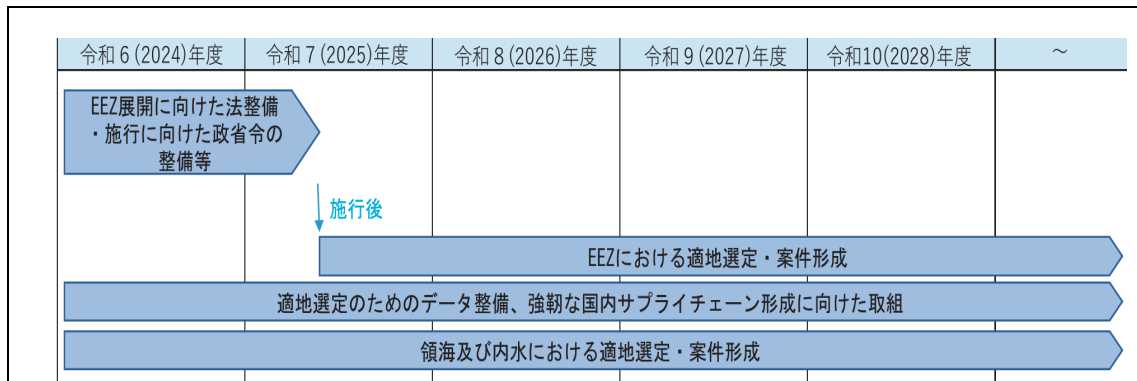 令和６(2024)年度
令和７(2025)年度
令和８(2026)年度
令和９(2027)年度
令和10(2028)年度
～
EEZ展開に向けた法整備
・施行に向けた政省令の
整備等
施行後
EEZにおける適地選定・案件形成
適地選定のためのデータ整備、強靭な国内サプライチェーン形成に向けた取組
領海及び内水における適地選定・案件形成